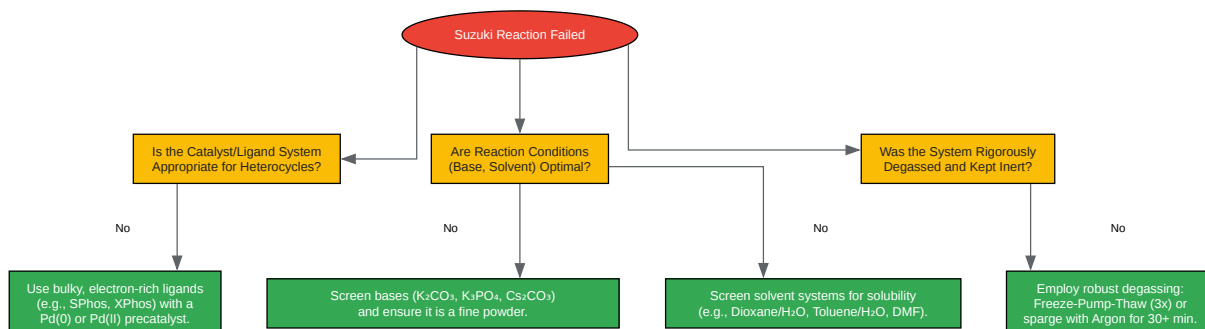 Suzuki Reaction Failed
Is the Catalyst/Ligand System
Appropriate for Heterocycles?
Are Reaction Conditions
(Base, Solvent) Optimal?
Was the System Rigorously
Degassed and Kept Inert?
No
No
No
No
Use bulky, electron-rich ligands
(e.g., SPhos, XPhos) with a
Pd(0) or Pd(II) precatalyst.
Screen bases (K₂CO₃, K₃PO₄, Cs₂CO₃)
and ensure it is a fine powder.
Screen solvent systems for solubility
(e.g., Dioxane/H₂O, Toluene/H₂O, DMF).
Employ robust degassing:
Freeze-Pump-Thaw (3x) or
sparge with Argon for 30+ min.